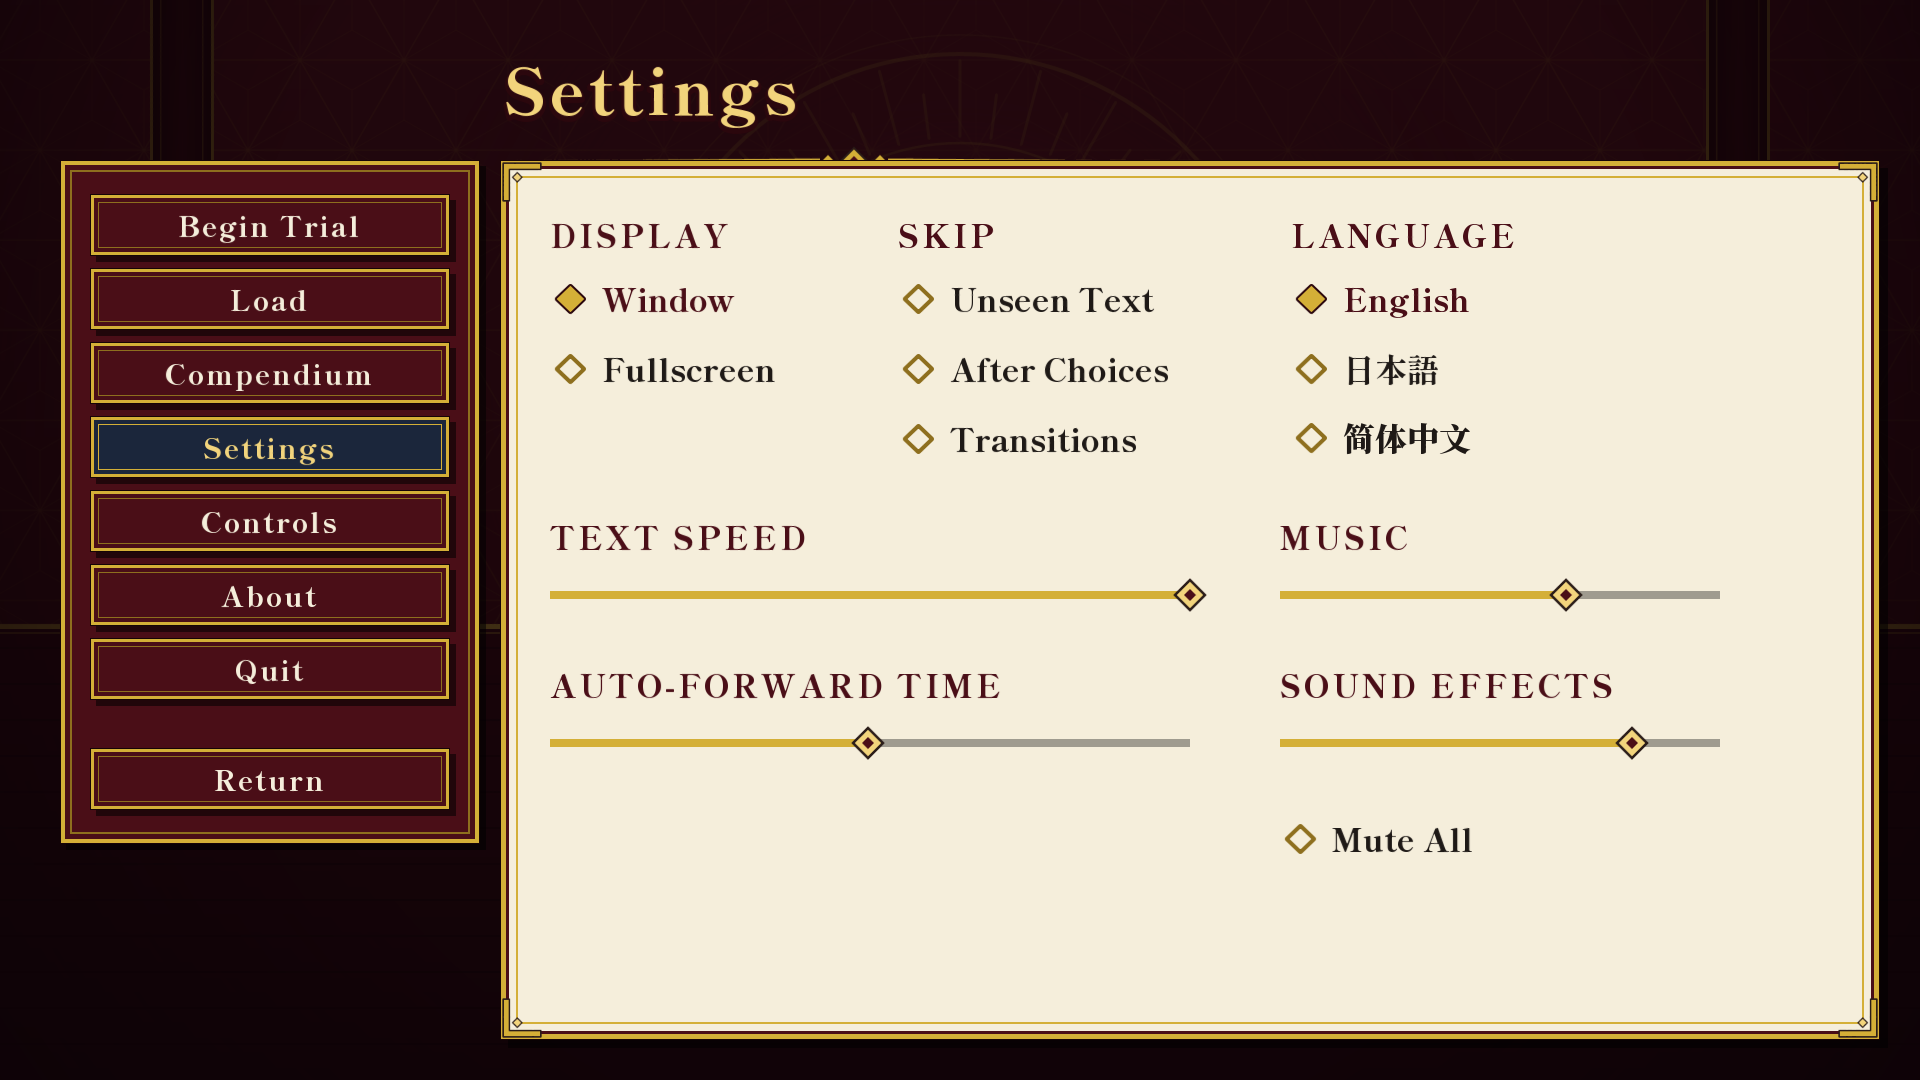 Settings
Begin Trial
Load
Compendium
Settings
Controls
About
Quit
Return
DISPLAY
Window
Fullscreen
SKIP
Unseen Text
After Choices
Transitions
LANGUAGE
English
日本語
简体中文
TEXT SPEED
MUSIC
AUTO-FORWARD TIME
SOUND EFFECTS
Mute All